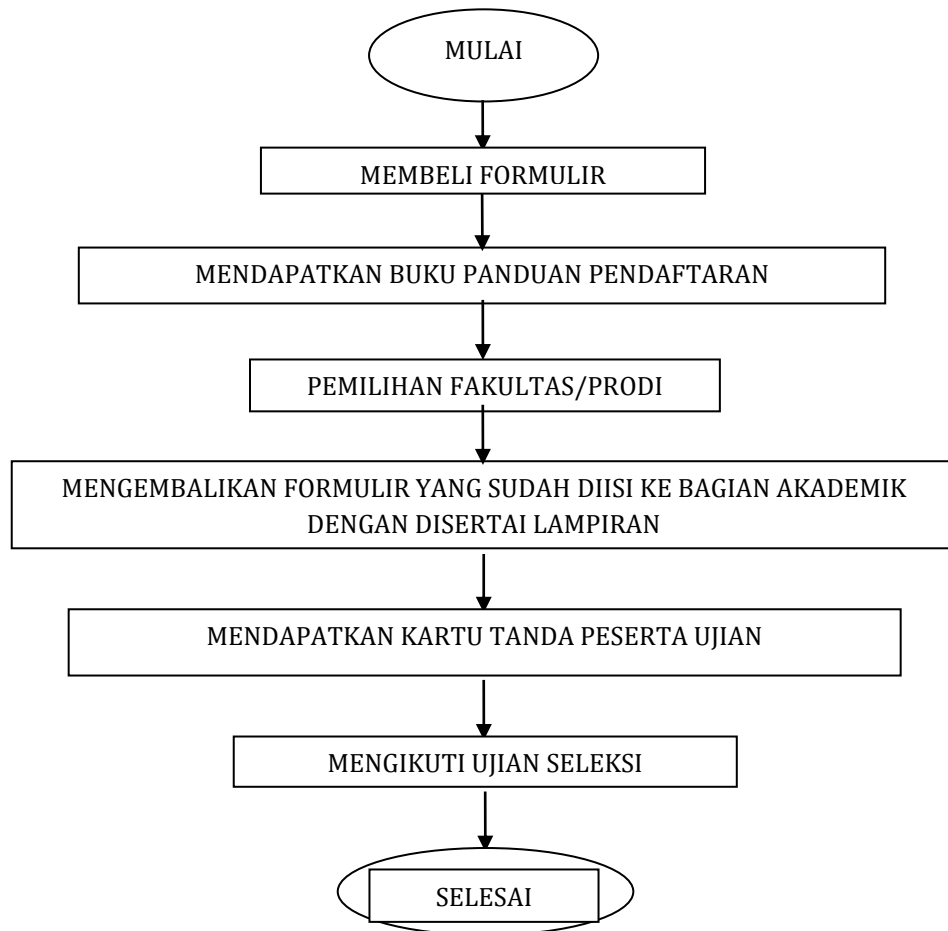 MULAI
MEMBELI FORMULIR
MENDAPATKAN BUKU PANDUAN PENDAFTARAN
PEMILIHAN FAKULTAS/PRODI
MENGEMBALIKAN FORMULIR YANG SUDAH DIISI KE BAGIAN AKADEMIK
DENGAN DISERTAI LAMPIRAN
MENDAPATKAN KARTU TANDA PESERTA UJIAN
MENGIKUTI UJIAN SELEKSI
SELESAI